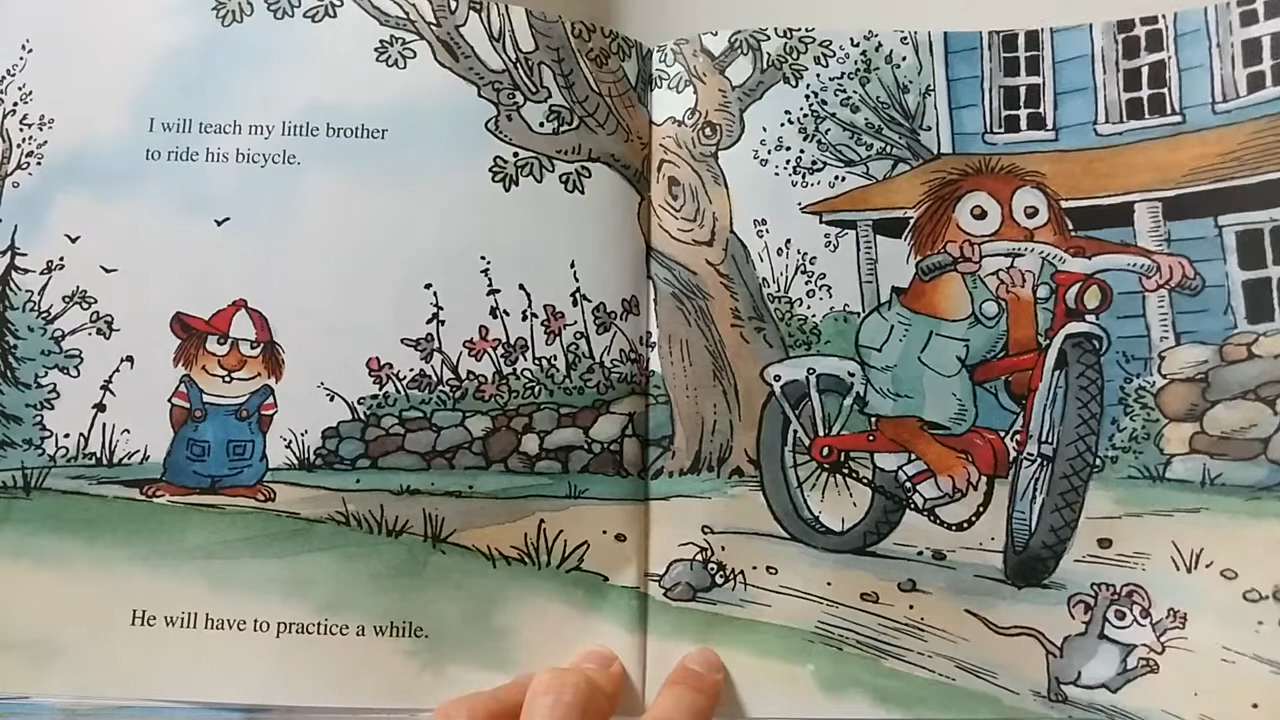 I will teach my little brother
to ride his bicycle.
He will have to practice a while.